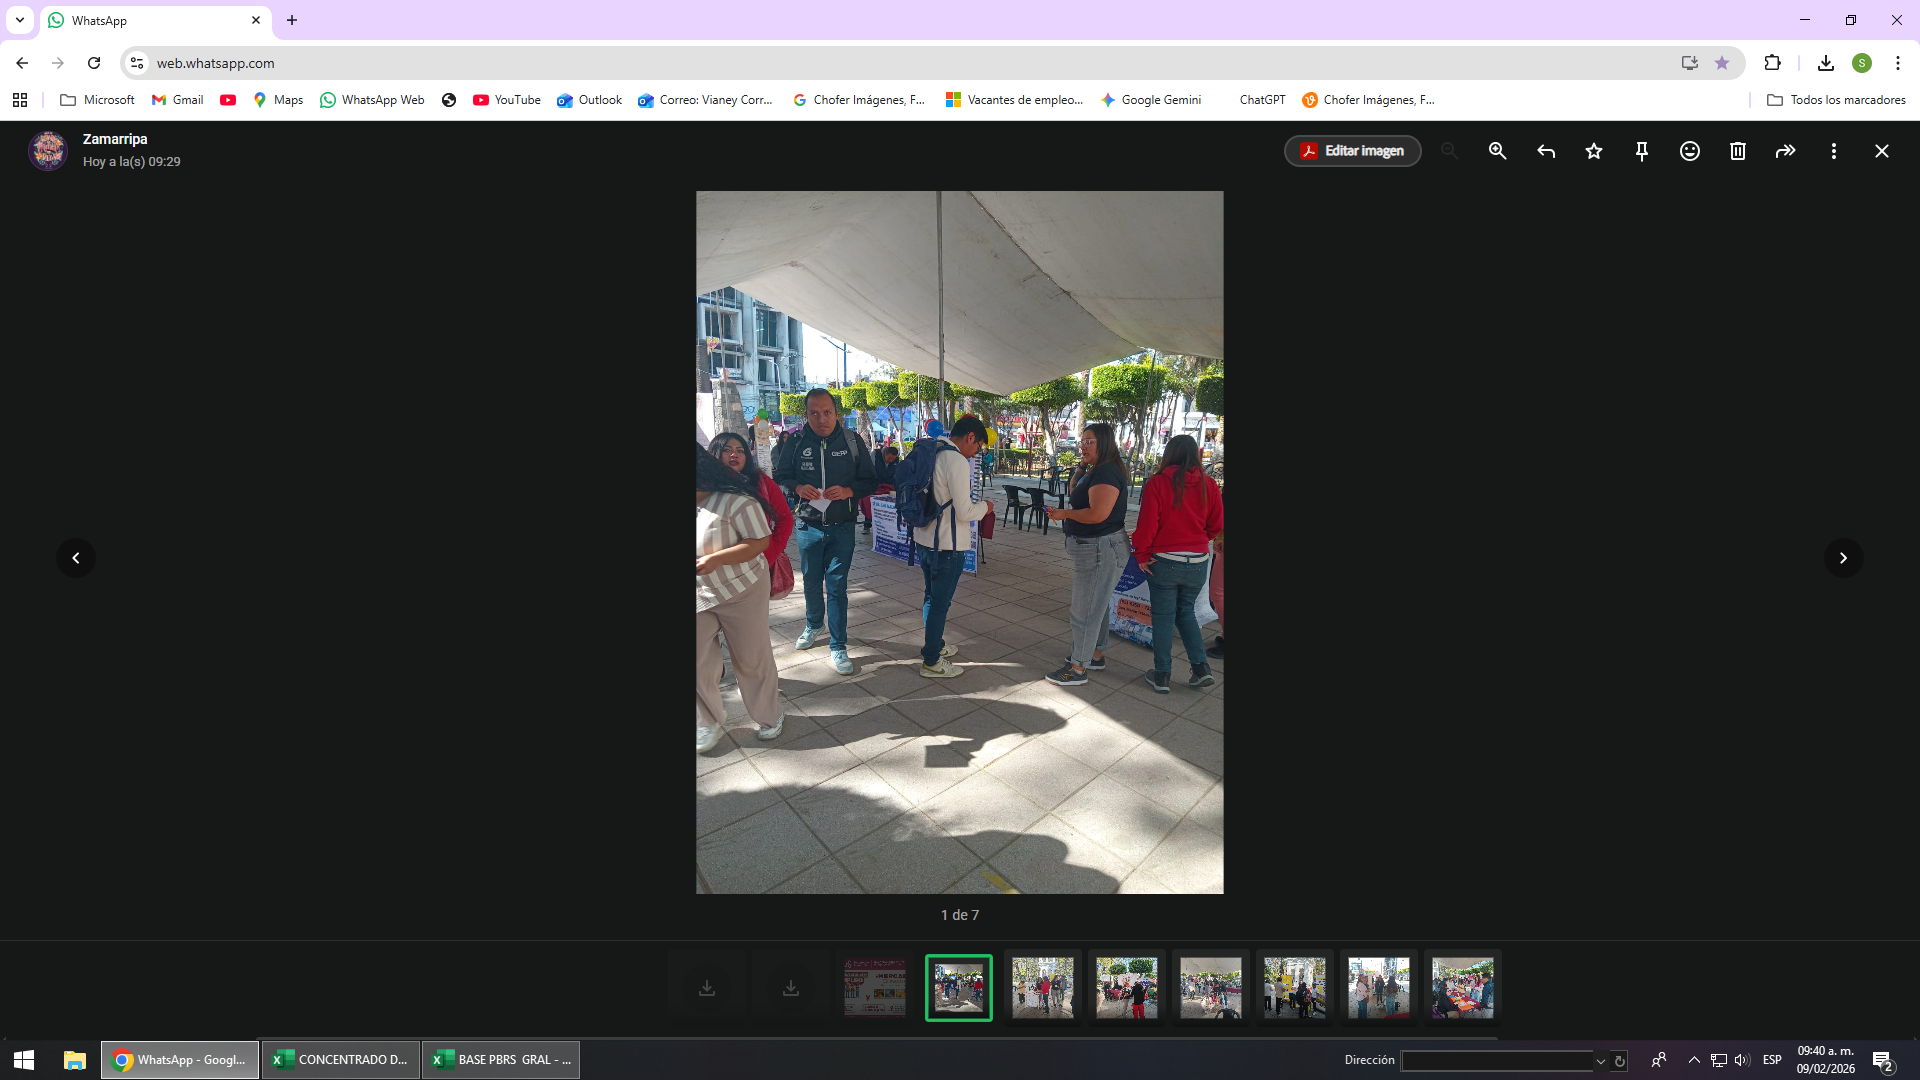 WhatsApp
web.whatsapp.com
Microsoft
Gmail
Maps
WhatsApp Web
YouTube
Outlook
Correo: Vianey Corr...
Chofer Imágenes, F...
Vacantes de empleo...
Google Gemini
ChatGPT
Chofer Imágenes, F...
Todos los marcadores
S
Zamarripa
Hoy a la(s) 09:29
Editar imagen
GERP
1 de 7
WhatsApp - Googl...
CONCENTRADO D...
BASE PBRS GRAL - ...
Dirección
ESP
09:40 a. m.
09/02/2026
2